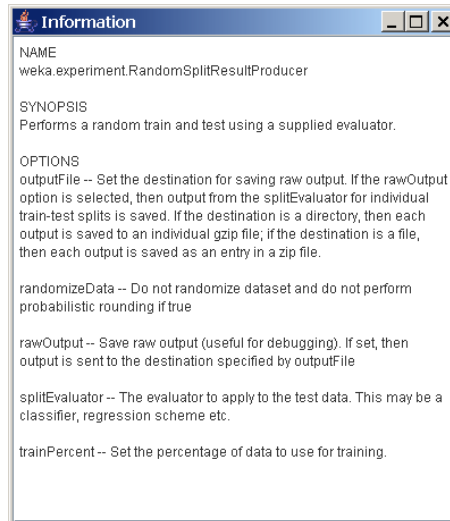 Information
NAME
weka.experiment.RandomSplitResultProducer
SYNOPSIS
Performs a random train and test using a supplied evaluator.
OPTIONS
outputFile -- Set the destination for saving raw output. If the rawOutput
option is selected, then output from the splitEvaluator for individual
train-test splits is saved. If the destination is a directory, then each
output is saved to an individual gzip file; if the destination is a file,
then each output is saved as an entry in a zip file.
randomizeData -- Do not randomize dataset and do not perform
probabilistic rounding if true
rawOutput -- Save raw output (useful for debugging). If set, then
output is sent to the destination specified by outputFile
splitEvaluator -- The evaluator to apply to the test data. This may be a
classifier, regression scheme etc.
trainPercent -- Set the percentage of data to use for training.